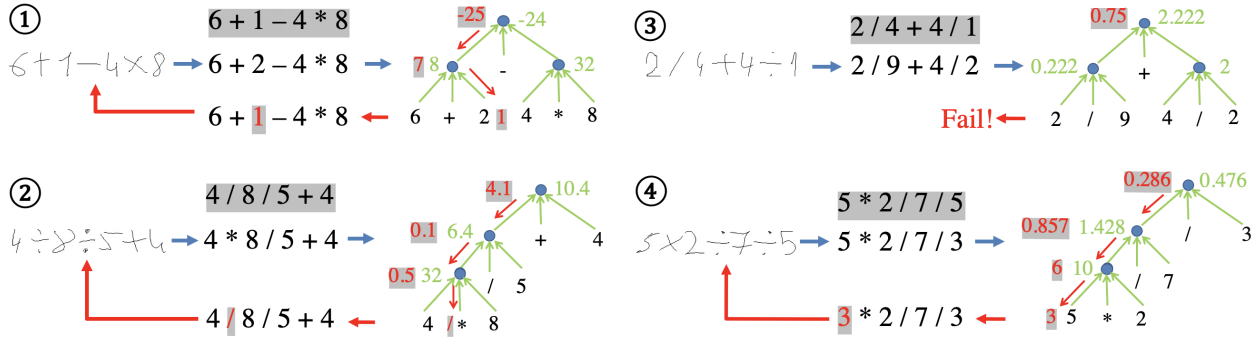 ①
6 + 1 – 4 * 8
6+1−4×8
6 + 2 – 4 * 8
6 + 1 – 4 * 8
-25
-24
7 8
-
32
6 + 2 1 4 * 8
②
4 / 8 / 5 + 4
4÷8÷5+4
4 * 8 / 5 + 4
4 / 8 / 5 + 4
4.1
10.4
0.1 6.4
+
4
0.5 32
/
5
4 / * 8
③
2 / 4 + 4 / 1
2/4+4÷1
2 / 9 + 4 / 2
0.75
2.222
0.222
+
2
Fail!
2 / 9 4 / 2
④
5 * 2 / 7 / 5
5×2÷7÷5
5 * 2 / 7 / 3
3 * 2 / 7 / 3
0.286
0.476
0.857 1.428
/
3
6 10
/
7
3 5 * 2